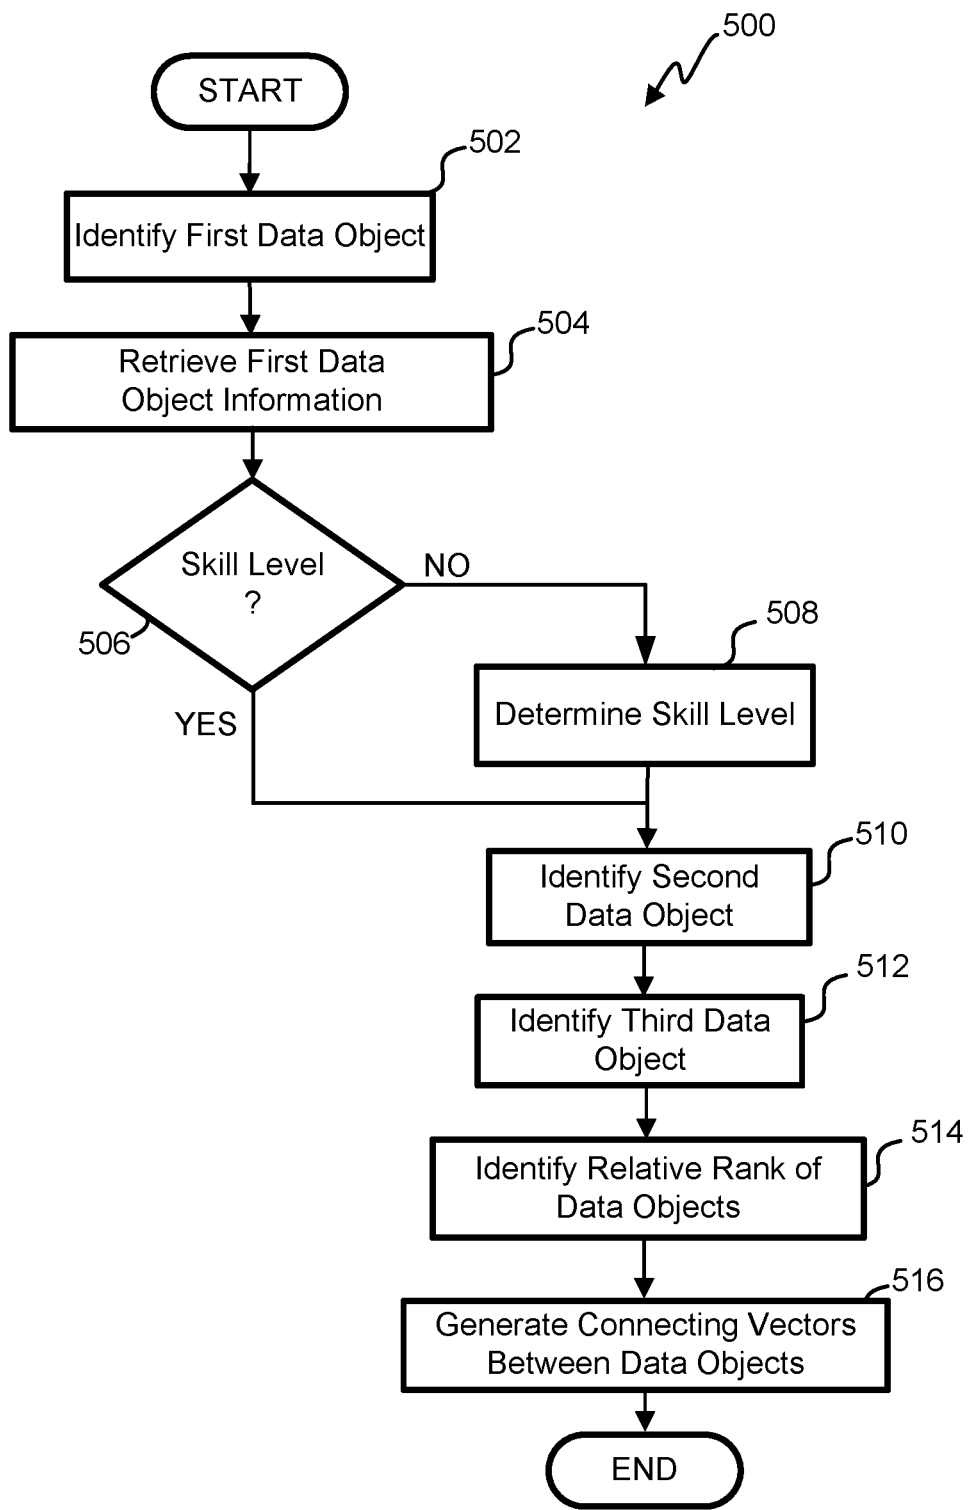 500
START
502
Identify First Data Object
504
Retrieve First Data
Object Information
Skill Level
?
NO
506
508
YES
Determine Skill Level
510
Identify Second
Data Object
512
Identify Third Data
Object
514
Identify Relative Rank of
Data Objects
516
Generate Connecting Vectors
Between Data Objects
END